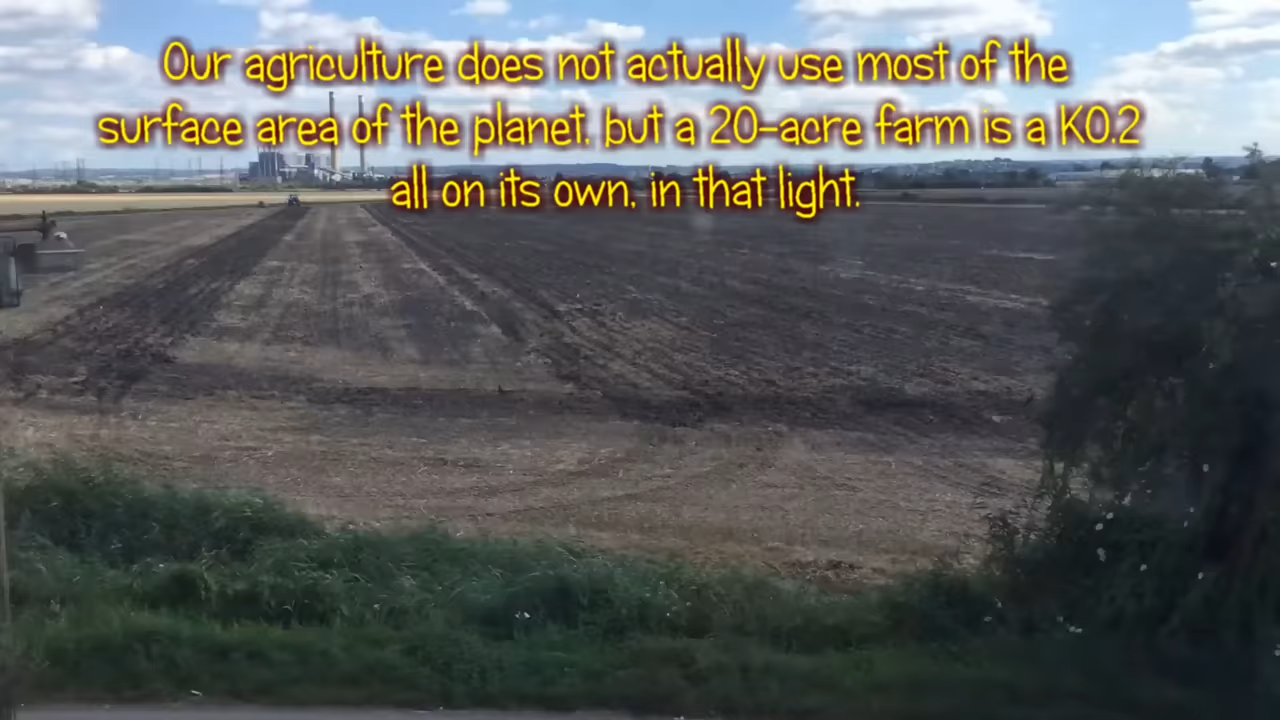 Our agriculture does not actually use most of the
surface area of the planet, but a 20-acre farm is a K0.2
all on its own, in that light.